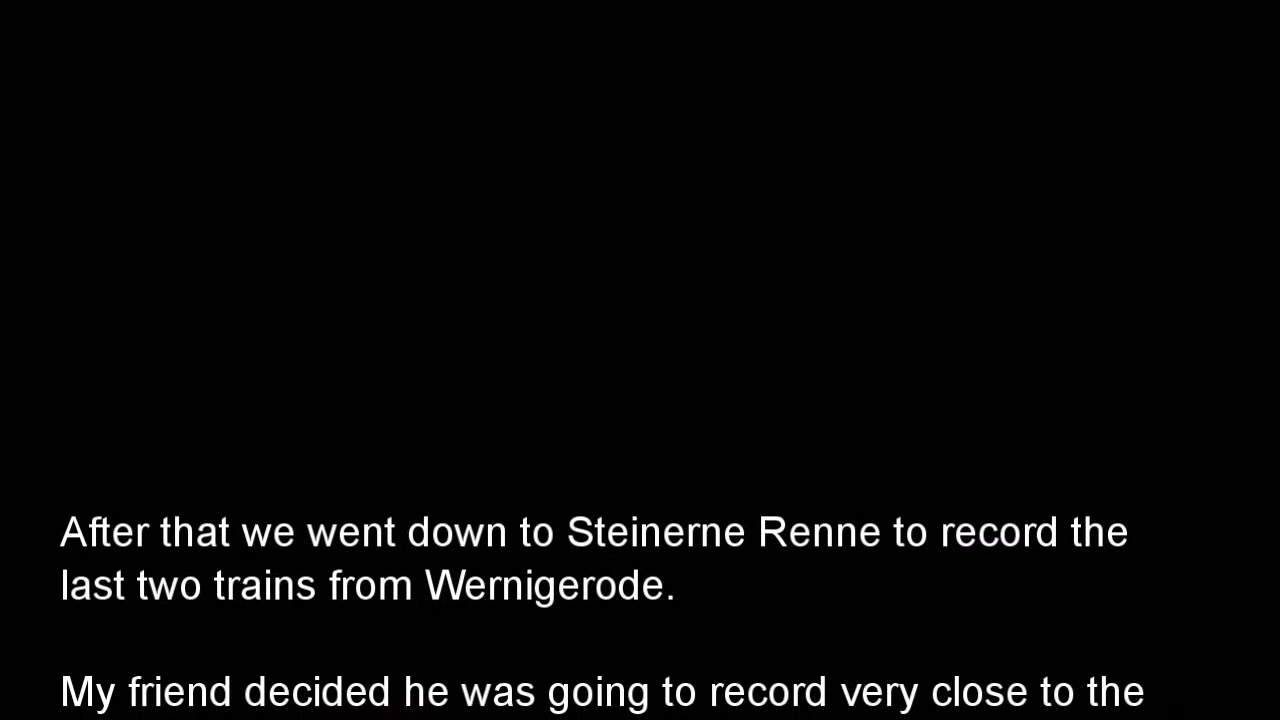 After that we went down to Steinerne Renne to record the
last two trains from Wernigerode.
My friend decided he was going to record very close to the